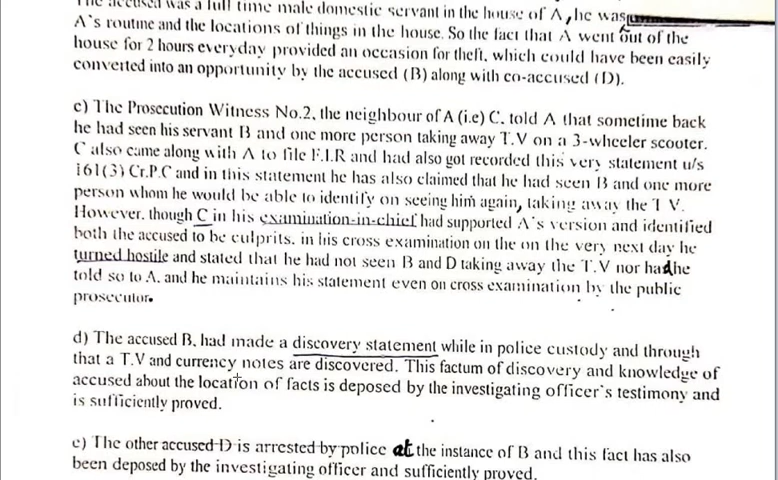 The accused was a full time male domestic servant in the house of A, he was
A's routine and the locations of things in the house. So the fact that A went out of the
house for 2 hours everyday provided an occasion for theft, which could have been easily
converted into an opportunity by the accused (B) along with co-accused (D).
c) The Prosecution Witness No.2, the neighbour of A (i.e) C, told A that sometime back
he had seen his servant B and one more person taking away T.V on a 3-wheeler scooter.
C also came along with A to file F.I.R and had also got recorded this very statement u/s
161(3) Cr.P.C and in this statement he has also claimed that he had seen B and one more
person whom he would be able to identify on seeing him again, taking away the T V.
However, though C in his examination-in-chief had supported A's version and identified
both the accused to be culprits, in his cross examination on the on the very next day he
turned hostile and stated that he had not seen B and D taking away the T.V nor had he
told so to A, and he maintains his statement even on cross examination by the public
prosecutor.
d) The accused B, had made a discovery statement while in police custody and through
that a T.V and currency notes are discovered. This factum of discovery and knowledge of
accused about the location of facts is deposed by the investigating officer's testimony and
is sufficiently proved.
e) The other accused D is arrested by police at the instance of B and this fact has also
been deposed by the investigating officer and sufficiently proved.